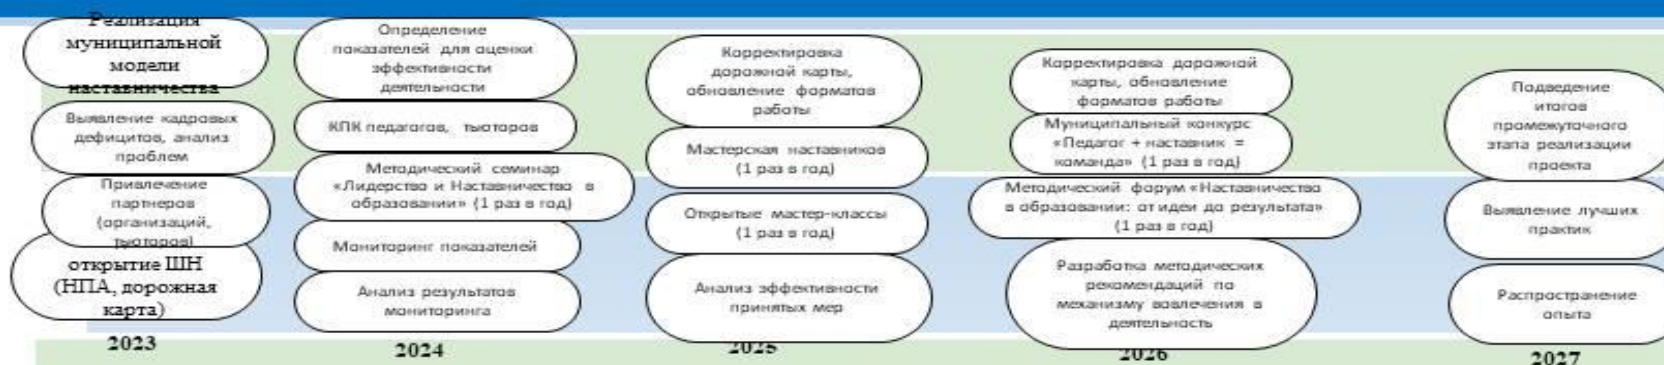 Реализация
муниципальной
модели
наставничества
Выявление кадровых
дефицитов, анализ
проблем
Привлечение
партнеров
(организаций,
тьюторов)
открытие ШН
(НПА, дорожная
карта)
2023
Определение
показателей для оценки
эффективности
деятельности
КПК педагогов, тьюторов
Методический семинар
«Лидерство и Наставничество в
образовании» (1 раз в год)
Мониторинг показателей
Анализ результатов
мониторинга
2024
Корректировка
дорожной карты,
обновление форматов
работы
Мастерская наставников
(1 раз в год)
Открытые мастер-классы
(1 раз в год)
Анализ эффективности
принятых мер
2025
Корректировка дорожной
карты, обновление
форматов работы
Муниципальный конкурс
«Педагог + наставник =
команда» (1 раз в год)
Методический форум «Наставничество
в образовании: от идеи до результата»
(1 раз в год)
Разработка методических
рекомендаций по
механизму вовлечения в
деятельность
2026
Подведение
итогов
промежуточного
этапа реализации
проекта
Выявление лучших
практик
Распространение
опыта
2027